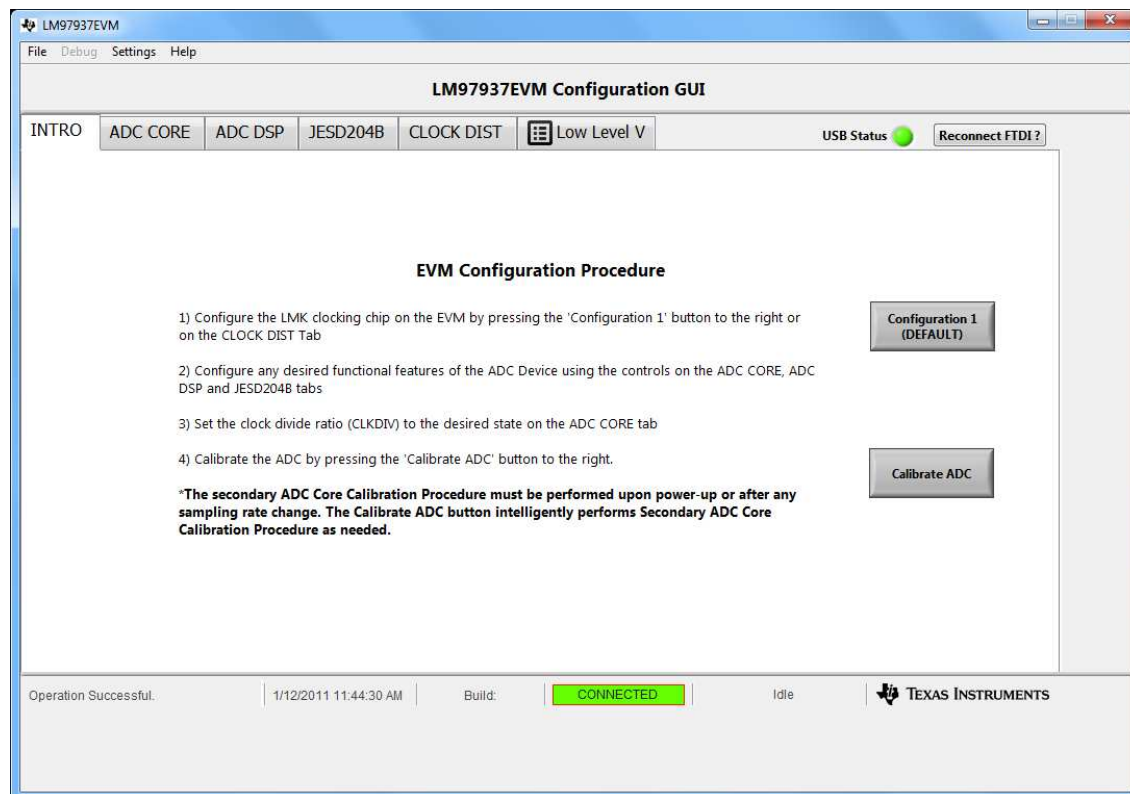 LM97937EVM
File Debug Settings Help
LM97937EVM Configuration GUI
INTRO ADC CORE ADC DSP JESD204B CLOCK DIST Low Level V USB Status Reconnect FTDI ?
EVM Configuration Procedure
1) Configure the LMK clocking chip on the EVM by pressing the 'Configuration 1' button to the right or
on the CLOCK DIST Tab
Configuration 1
(DEFAULT)
2) Configure any desired functional features of the ADC Device using the controls on the ADC CORE, ADC
DSP and JESD204B tabs
3) Set the clock divide ratio (CLKDIV) to the desired state on the ADC CORE tab
4) Calibrate the ADC by pressing the 'Calibrate ADC' button to the right.
Calibrate ADC
*The secondary ADC Core Calibration Procedure must be performed upon power-up or after any
sampling rate change. The Calibrate ADC button intelligently performs Secondary ADC Core
Calibration Procedure as needed.
Operation Successful. 1/12/2011 11:44:30 AM Build: CONNECTED Idle TEXAS INSTRUMENTS